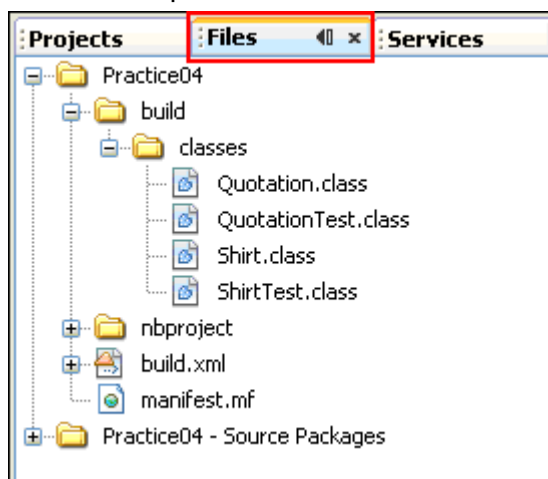 Projects Files Services
Practice04
build
classes
Quotation.class
QuotationTest.class
Shirt.class
ShirtTest.class
nbproject
build.xml
manifest.mf
Practice04 - Source Packages